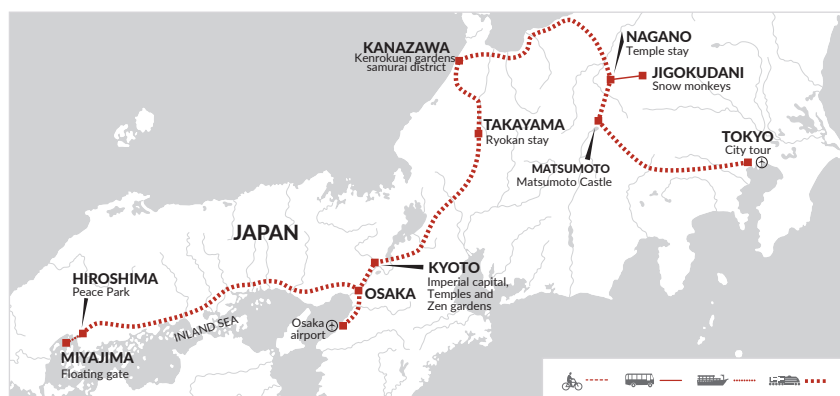 KANAZAWA
Kenrokuen gardens
samurai district
NAGANO
Temple stay
JIGOKUDANI
Snow monkeys
TAKAYAMA
Ryokan stay
TOKYO
City tour
MATSUMOTO
Matsumoto Castle
JAPAN
HIROSHIMA
Peace Park
KYOTO
Imperial capital,
Temples and
Zen gardens
OSAKA
Osaka
airport
INLAND SEA
MIYAJIMA
Floating gate